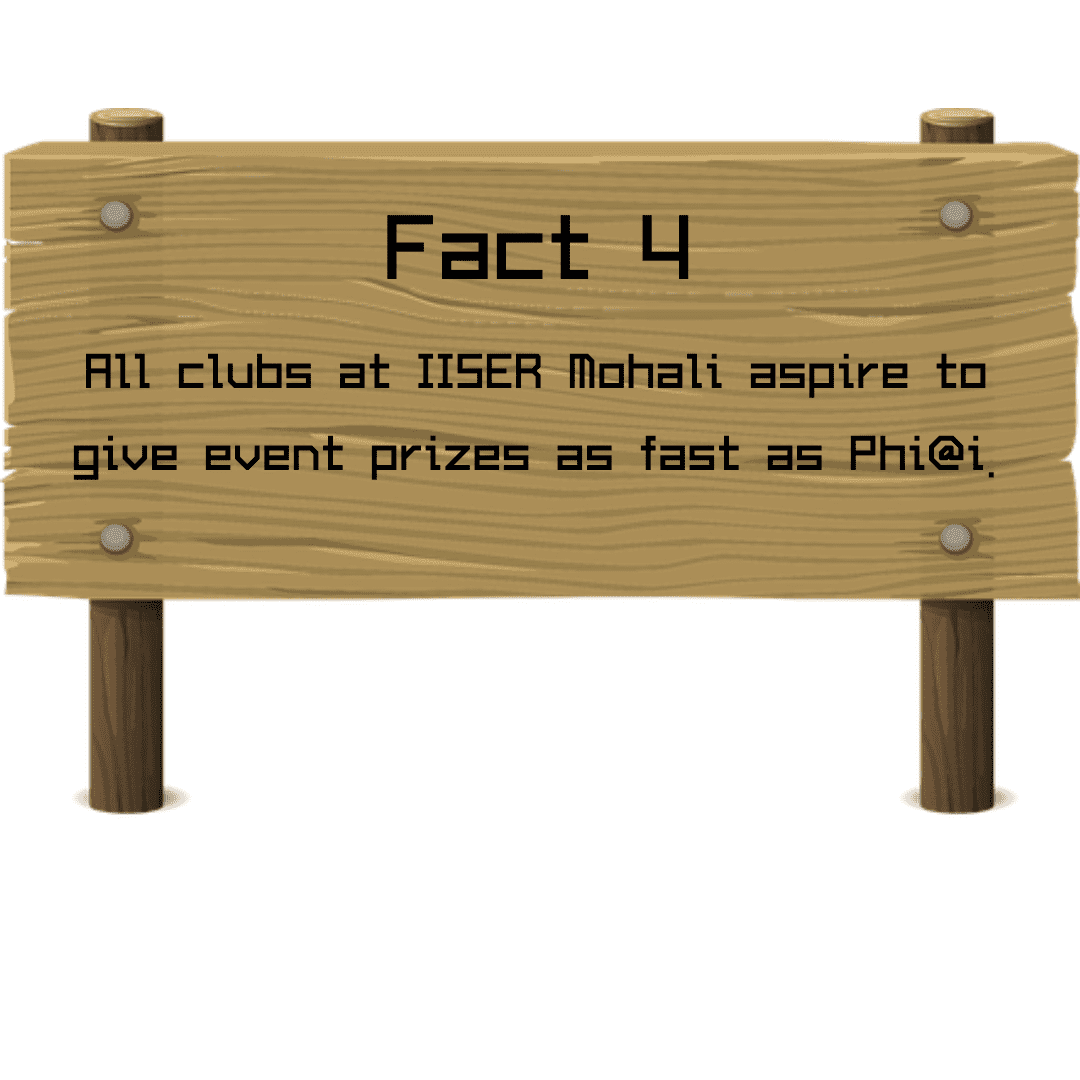 Fact 4
All clubs at IISER Mohali aspire to
give event prizes as fast as Phi@i.